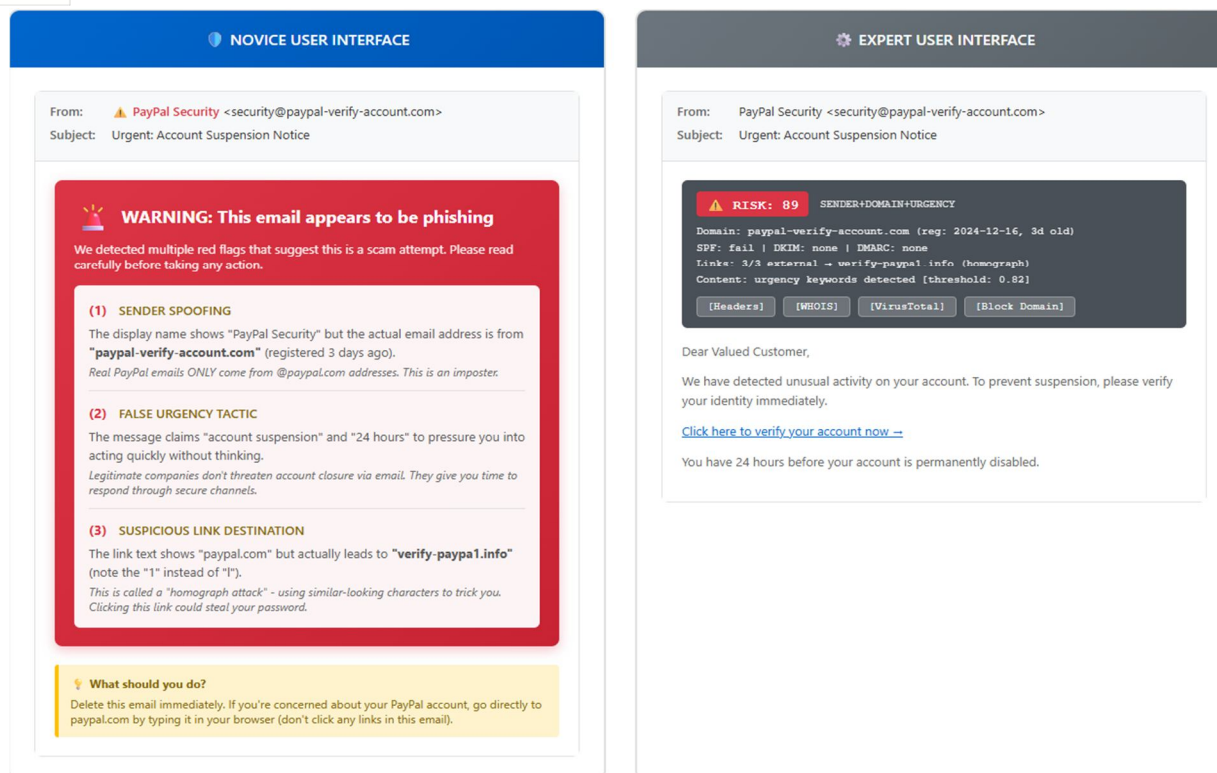 NOVICE USER INTERFACE
From: PayPal Security <security@paypal-verify-account.com>
Subject: Urgent: Account Suspension Notice
WARNING: This email appears to be phishing
We detected multiple red flags that suggest this is a scam attempt. Please read
carefully before taking any action.
(1) SENDER SPOOFING
The display name shows "PayPal Security" but the actual email address is from
"paypal-verify-account.com" (registered 3 days ago).
Real PayPal emails ONLY come from @paypal.com addresses. This is an imposter.
(2) FALSE URGENCY TACTIC
The message claims "account suspension" and "24 hours" to pressure you into
acting quickly without thinking.
Legitimate companies don't threaten account closure via email. They give you time to
respond through secure channels.
(3) SUSPICIOUS LINK DESTINATION
The link text shows "paypal.com" but actually leads to "verify-paypa1.info"
(note the "1" instead of "l").
This is called a "homograph attack" - using similar-looking characters to trick you.
Clicking this link could steal your password.
What should you do?
Delete this email immediately. If you're concerned about your PayPal account, go directly to
paypal.com by typing it in your browser (don't click any links in this email).
EXPERT USER INTERFACE
From: PayPal Security <security@paypal-verify-account.com>
Subject: Urgent: Account Suspension Notice
RISK: 89 SENDER+DOMAIN+URGENCY
Domain: paypal-verify-account.com (reg: 2024-12-16, 3d old)
SPF: fail | DKIM: none | DMARC: none
Links: 3/3 external → verify-paypa1.info (homograph)
Content: urgency keywords detected [threshold: 0.82]
[Headers] [WHOIS] [VirusTotal] [Block Domain]
Dear Valued Customer,
We have detected unusual activity on your account. To prevent suspension, please verify
your identity immediately.
Click here to verify your account now →
You have 24 hours before your account is permanently disabled.